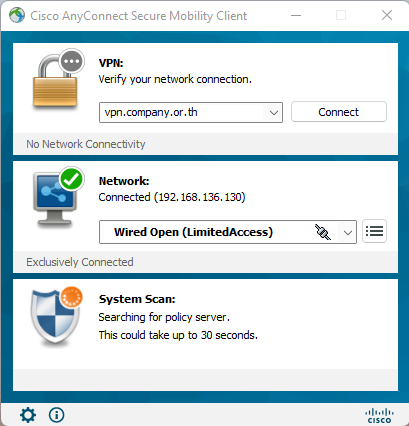 Cisco AnyConnect Secure Mobility Client
VPN:
Verify your network connection.
vpn.company.or.th
Connect
No Network Connectivity
Network:
Connected (192.168.136.130)
Wired Open (LimitedAccess)
Exclusively Connected
System Scan:
Searching for policy server.
This could take up to 30 seconds.
CISCO